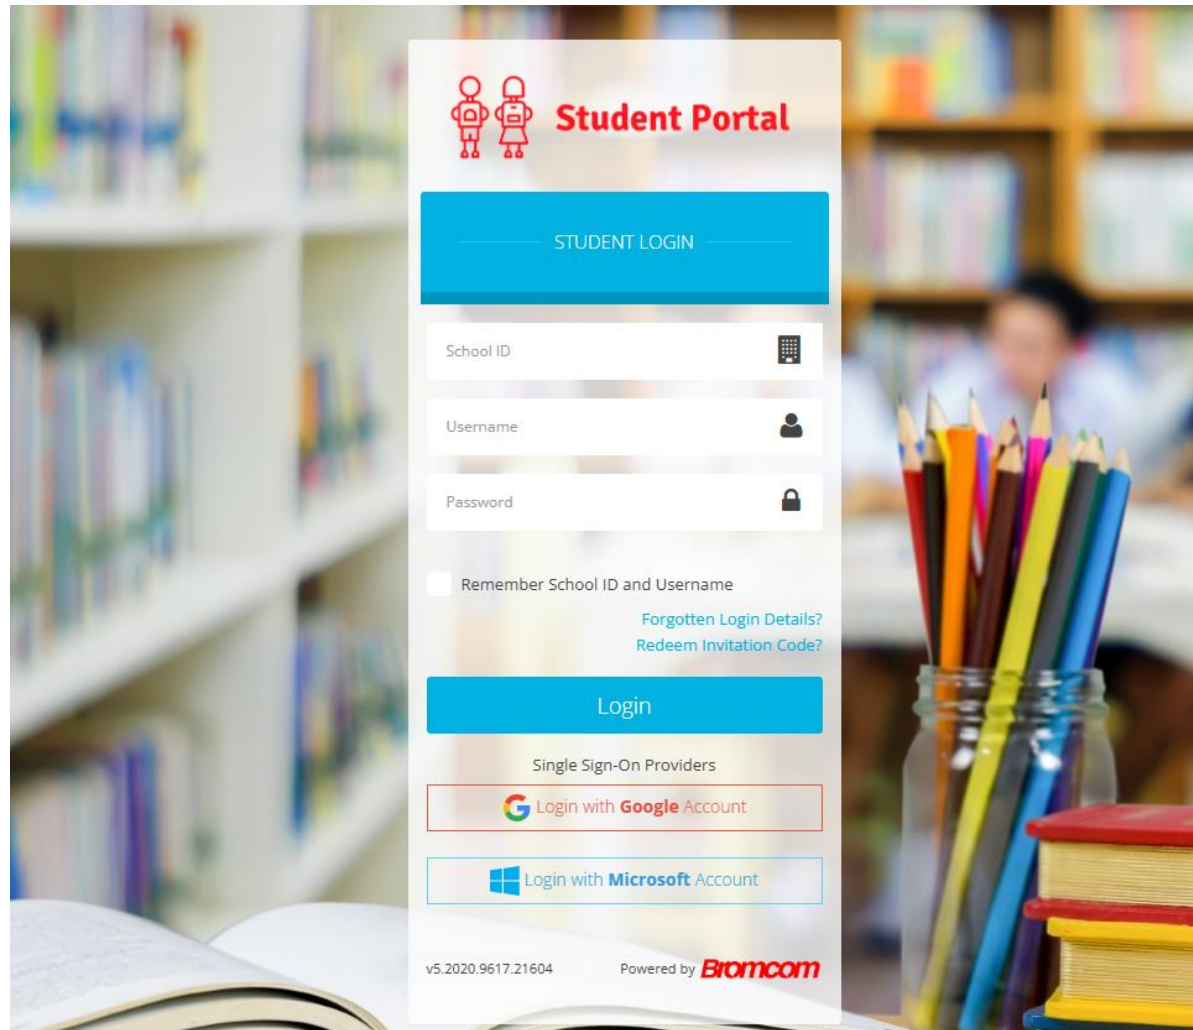 Student Portal
STUDENT LOGIN
School ID
Username
Password
Remember School ID and Username
Forgotten Login Details?
Redeem Invitation Code?
Login
Single Sign-On Providers
Login with Google Account
Login with Microsoft Account
v5.2020.9617.21604 Powered by Bromcom